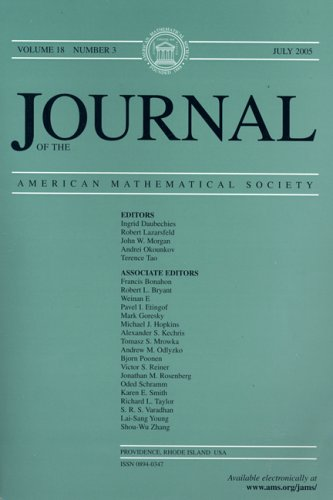 VOLUME 18 NUMBER 3
JULY 2005
JOURNAL
OF THE
AMERICAN MATHEMATICAL SOCIETY
EDITORS
Ingrid Daubechies
Robert Lazarsfeld
John W. Morgan
Andrei Okounkov
Terence Tao
ASSOCIATE EDITORS
Francis Bonahon
Robert L. Bryant
Weinan E
Pavel I. Etingof
Mark Goresky
Michael J. Hopkins
Alexander S. Kechris
Tomasz S. Mrowka
Andrew M. Odlyzko
Bjorn Poonen
Victor S. Reiner
Jonathan M. Rosenberg
Oded Schramm
Karen E. Smith
Richard L. Taylor
S. R. S. Varadhan
Lai-Sang Young
Shou-Wu Zhang
PROVIDENCE, RHODE ISLAND USA
ISSN 0894-0347
Available electronically at
www.ams.org/jams/